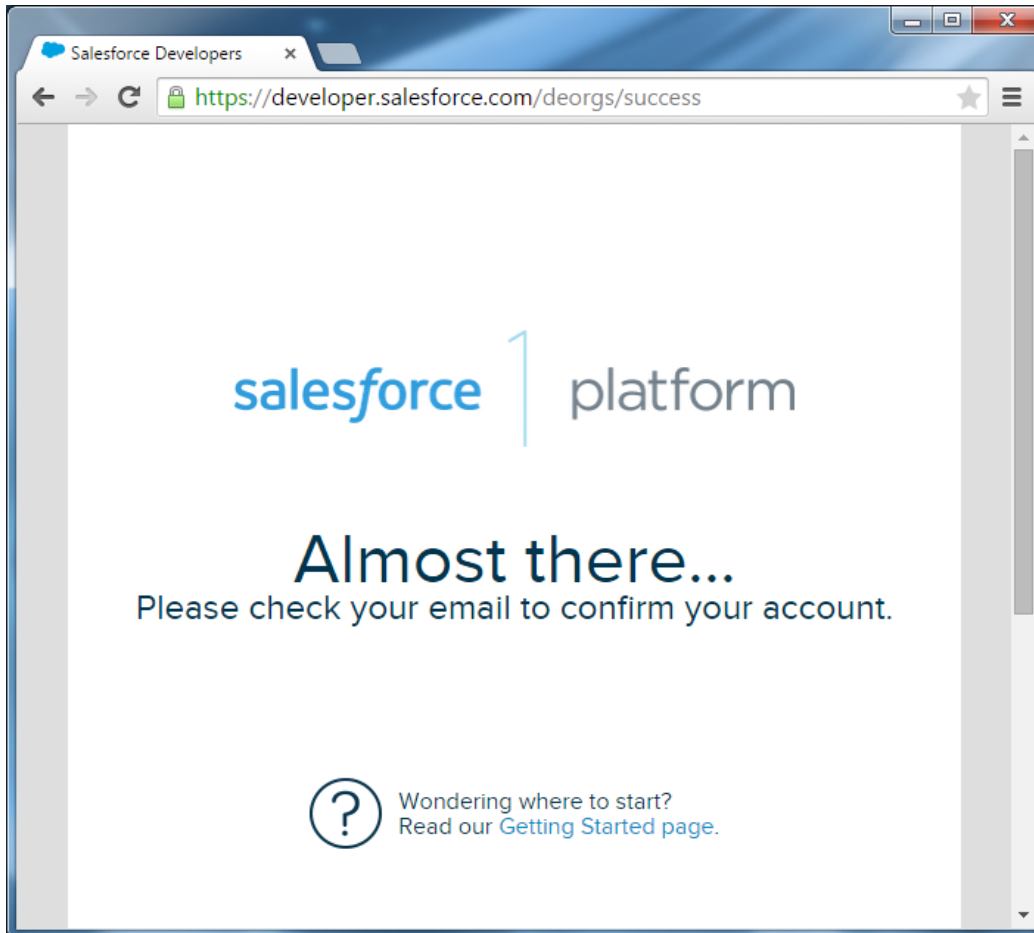 Salesforce Developers
https://developer.salesforce.com/deorgs/success
salesforce 1 platform
Almost there...
Please check your email to confirm your account.
? Wondering where to start?
Read our Getting Started page.